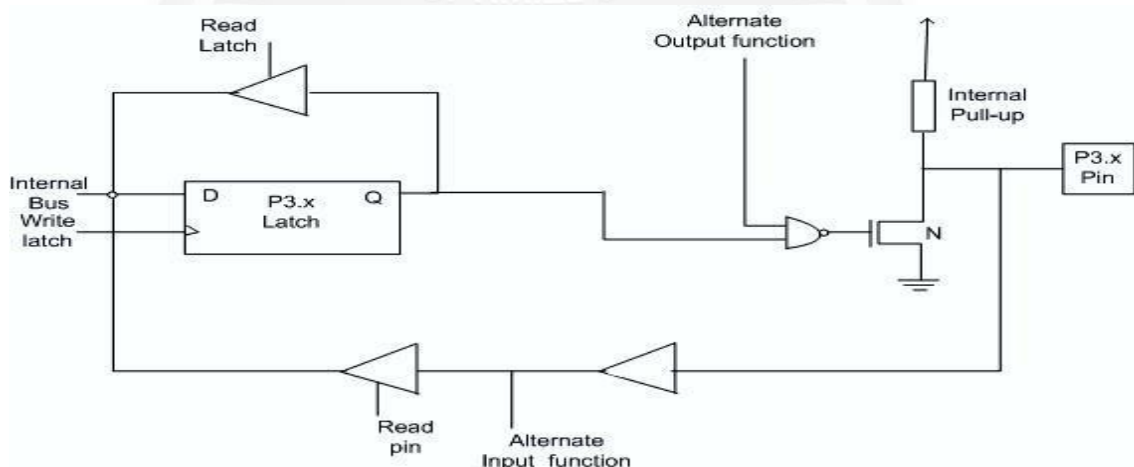 Read
Latch
Alternate
Output function
Internal
Pull-up
P3.x
Pin
Internal
Bus
Write
latch
D
P3.x
Latch
Q
N
Read
pin
Alternate
Input function